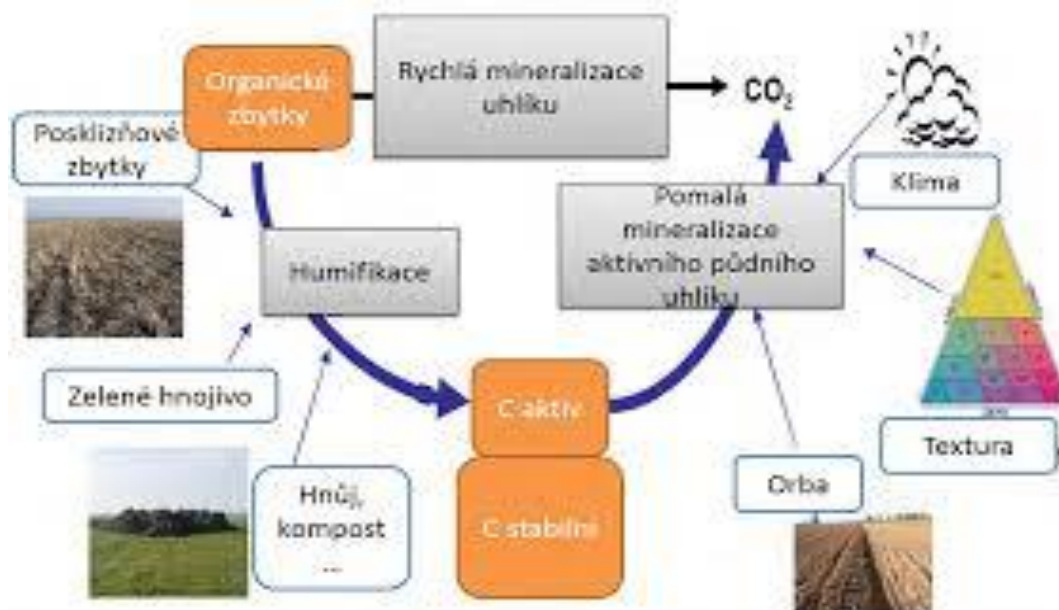 Organické
zbytky
Rychlá mineralizace
uhlíku
CO₂
Posklizňové
zbytky
Klima
Pomalá
mineralizace
aktivního půdního
uhlíku
Humifikace
Zelené hnojivo
C aktiv
Textura
Hnůj,
kompost
...
Orba
C stabilní